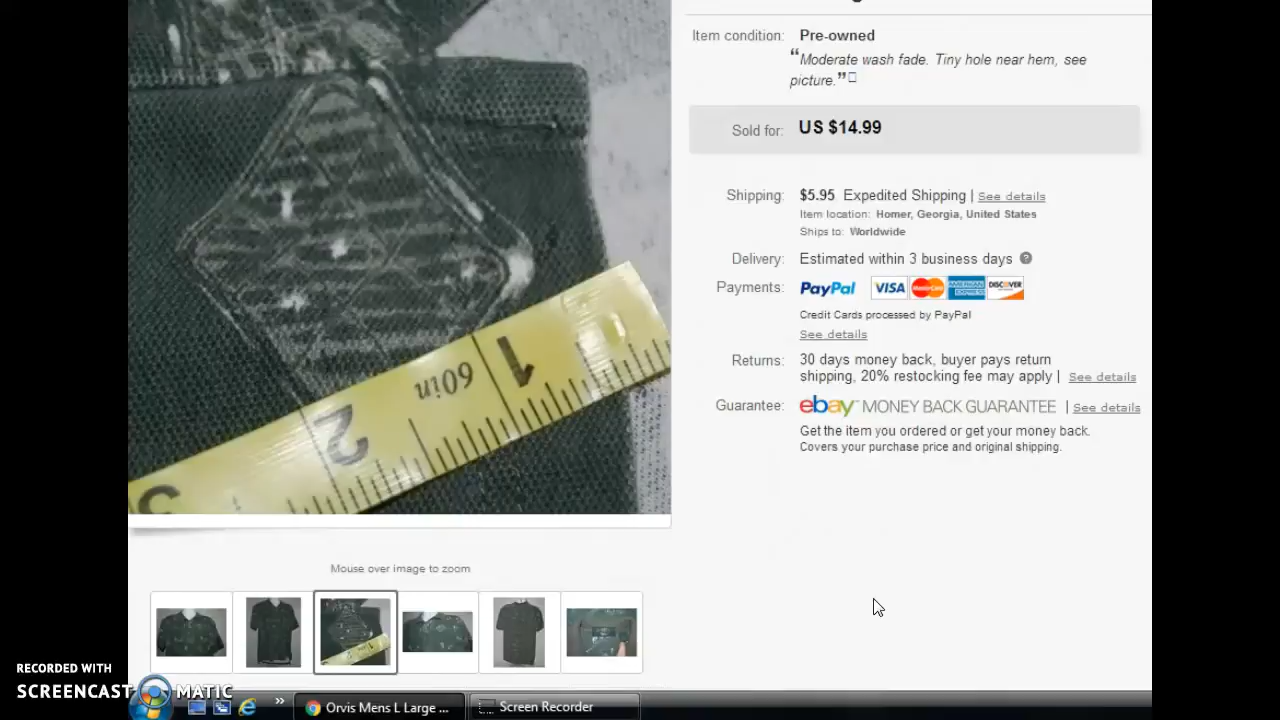 Item condition: Pre-owned
“Moderate wash fade. Tiny hole near hem, see
picture.”
Sold for: US $14.99
Shipping: $5.95 Expedited Shipping | See details
Item location: Homer, Georgia, United States
Ships to: Worldwide
Delivery: Estimated within 3 business days ?
Payments: PayPal VISA MasterCard AMERICAN EXPRESS DISCOVER
Credit Cards processed by PayPal
See details
Returns: 30 days money back, buyer pays return
shipping, 20% restocking fee may apply | See details
Guarantee: ebay MONEY BACK GUARANTEE | See details
Get the item you ordered or get your money back.
Covers your purchase price and original shipping.
1
60in
2
3
Mouse over image to zoom
RECORDED WITH
SCREENCAST MATIC
Orvis Mens L Large ...
Screen Recorder